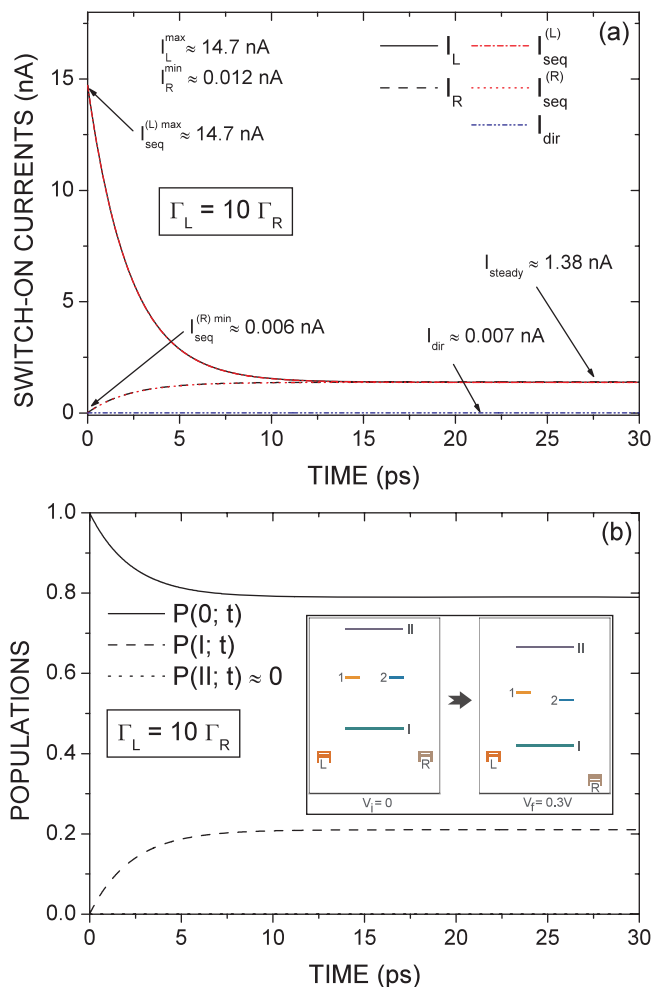 (a)
I_L^max ≈ 14.7 nA
I_R^min ≈ 0.012 nA
I_L
I_R
I_seq^(L)
I_seq^(R)
I_dir
I_seq^(L) max ≈ 14.7 nA
Γ_L = 10 Γ_R
I_steady ≈ 1.38 nA
I_seq^(R) min ≈ 0.006 nA
I_dir ≈ 0.007 nA
SWITCH-ON CURRENTS (nA)
15
10
5
0
0 5 10 15 20 25 30
TIME (ps)
(b)
POPULATIONS
1.0
0.8
0.6
0.4
0.2
0.0
P(0; t)
P(I; t)
P(II; t) ≈ 0
Γ_L = 10 Γ_R
II
1 2
I
L R
V_i = 0
II
1
2
I
L
R
V_f = 0.3V
0 5 10 15 20 25 30
TIME (ps)